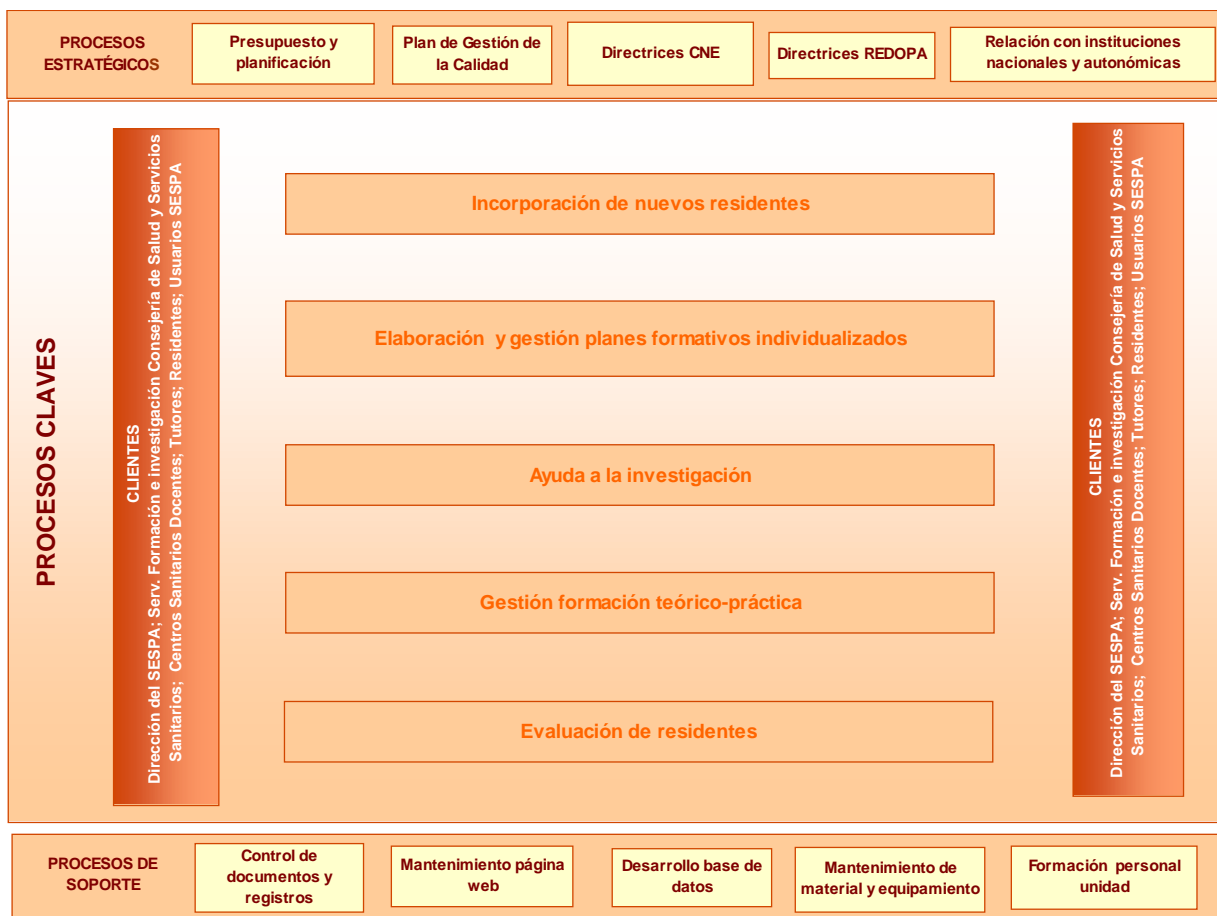 PROCESOS
ESTRATÉGICOS
Presupuesto y
planificación
Plan de Gestión de
la Calidad
Directrices CNE
Directrices REDOPA
Relación con instituciones
nacionales y autonómicas
PROCESOS CLAVES
CLIENTES
Dirección del SESPA; Serv. Formación e investigación Consejería de Salud y Servicios
Sanitarios; Centros Sanitarios Docentes; Tutores; Residentes; Usuarios SESPA
Incorporación de nuevos residentes
Elaboración y gestión planes formativos individualizados
Ayuda a la investigación
Gestión formación teórico-práctica
Evaluación de residentes
CLIENTES
Dirección del SESPA; Serv. Formación e investigación Consejería de Salud y Servicios
Sanitarios; Centros Sanitarios Docentes; Tutores; Residentes; Usuarios SESPA
PROCESOS DE
SOPORTE
Control de
documentos y
registros
Mantenimiento página
web
Desarrollo base de
datos
Mantenimiento de
material y equipamiento
Formación personal
unidad